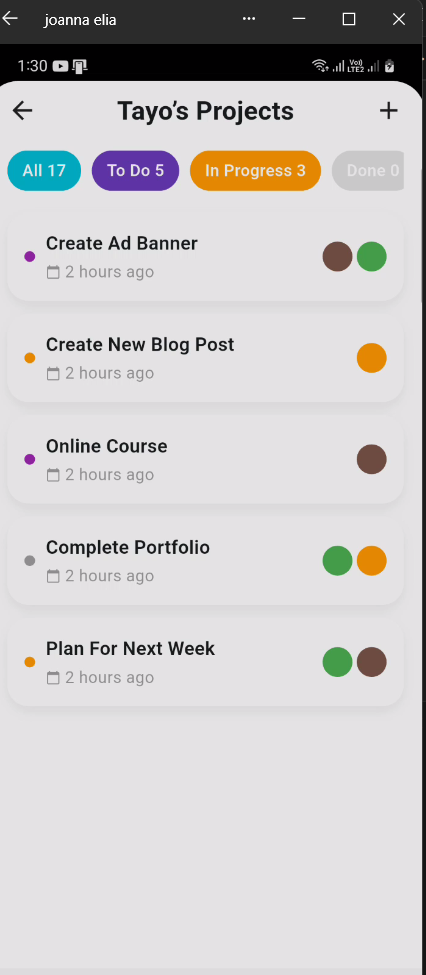 joanna elia
1:30
Vo))
LTE2
Tayo’s Projects
All 17 To Do 5 In Progress 3 Done 0
Create Ad Banner
2 hours ago
Create New Blog Post
2 hours ago
Online Course
2 hours ago
Complete Portfolio
2 hours ago
Plan For Next Week
2 hours ago